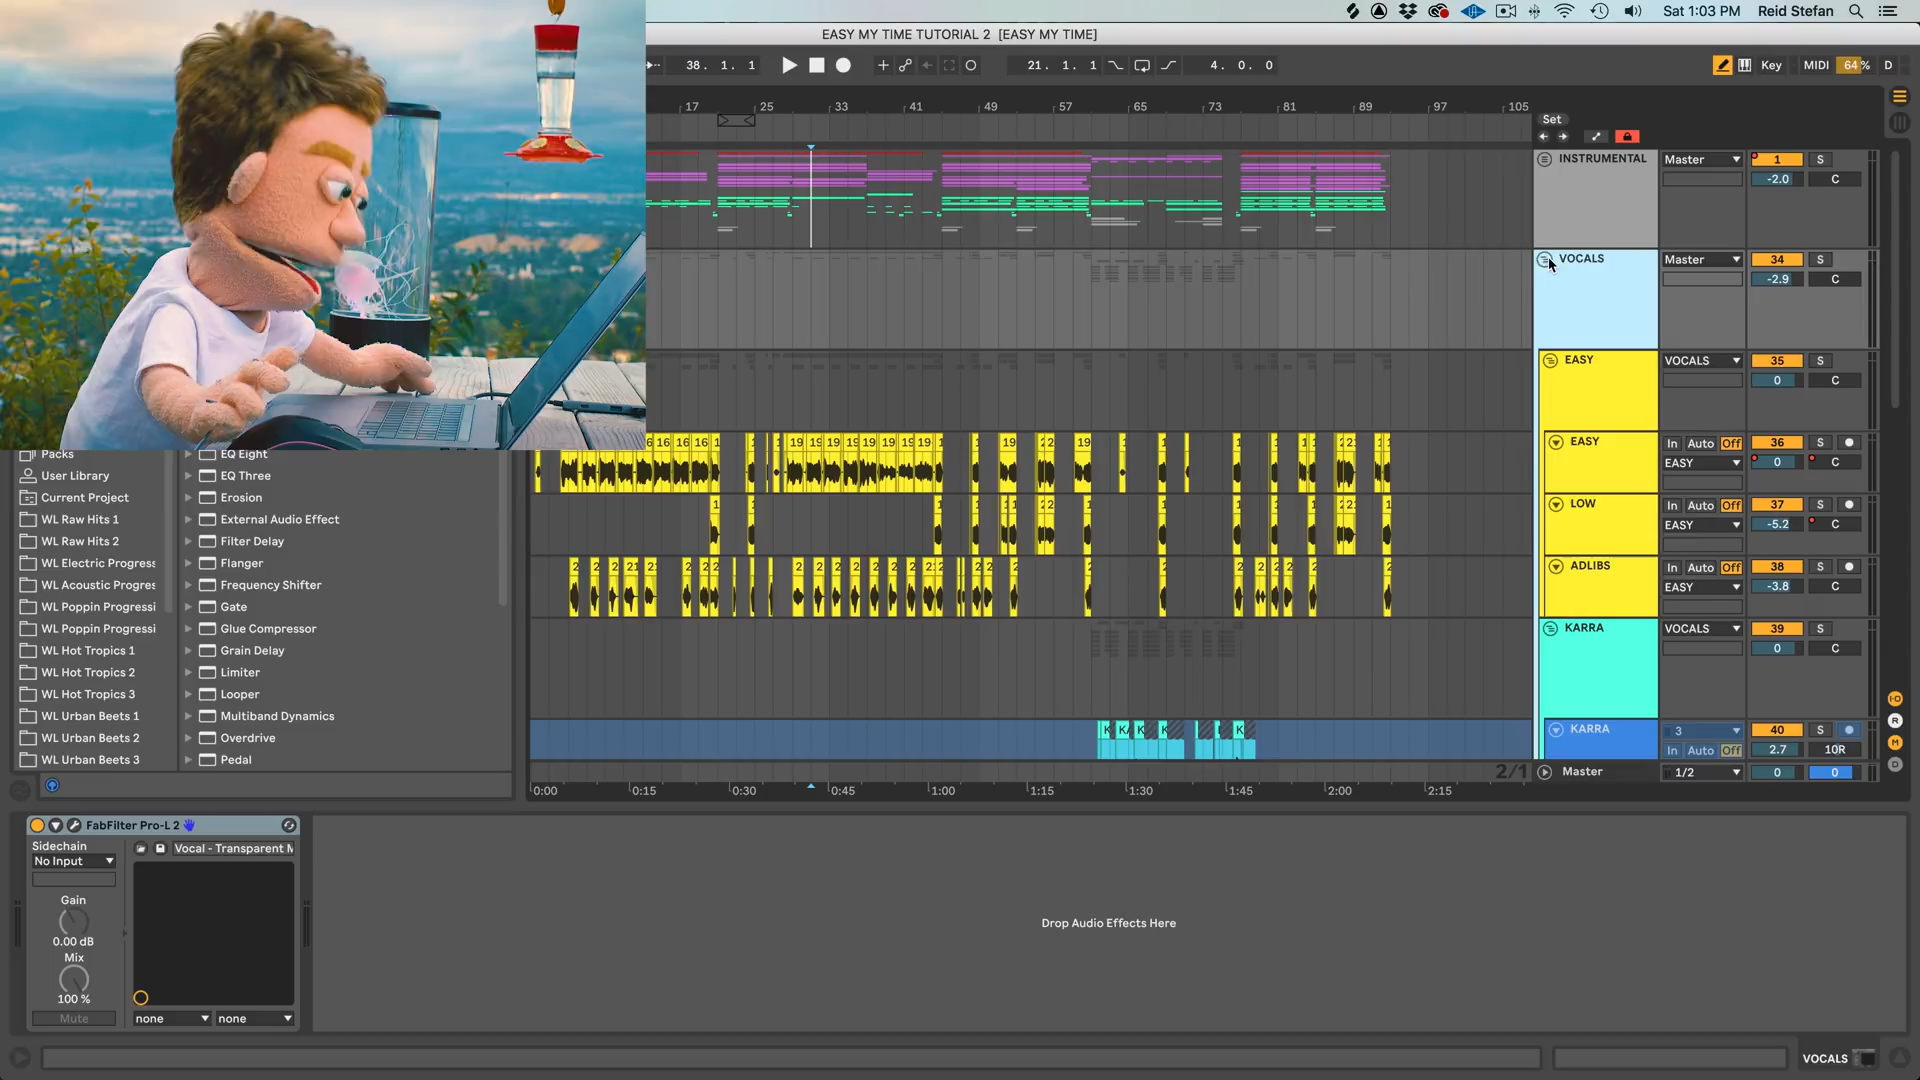 Sat 1:03 PM Reid Stefan
EASY MY TIME TUTORIAL 2 [EASY MY TIME]
38. 1. 1
21. 1. 1
4. 0. 0
Key MIDI 64 % D
17 25 33 41 49 57 65 73 81 89 97 105
Set
INSTRUMENTAL Master 1 S
-2.0 C
VOCALS Master 34 S
-2.9 C
EASY VOCALS 35 S
0 C
EASY In Auto Off 36 S
EASY 0 C
LOW In Auto Off 37 S
EASY -5.2 C
ADLIBS In Auto Off 38 S
EASY -3.8 C
KARRA VOCALS 39 S
0 C
KARRA 3 40 S
In Auto Off 2.7 10R
2/1 Master 1/2 0 0
0:00 0:15 0:30 0:45 1:00 1:15 1:30 1:45 2:00 2:15
Packs
User Library
Current Project
WL Raw Hits 1
WL Raw Hits 2
WL Electric Progress
WL Acoustic Progres
WL Poppin Progressi
WL Poppin Progressi
WL Hot Tropics 1
WL Hot Tropics 2
WL Hot Tropics 3
WL Urban Beets 1
WL Urban Beets 2
WL Urban Beets 3
EQ Eight
EQ Three
Erosion
External Audio Effect
Filter Delay
Flanger
Frequency Shifter
Gate
Glue Compressor
Grain Delay
Limiter
Looper
Multiband Dynamics
Overdrive
Pedal
FabFilter Pro-L 2
Sidechain
No Input
Vocal - Transparent M
Gain
0.00 dB
Mix
100 %
Mute
none none
Drop Audio Effects Here
VOCALS